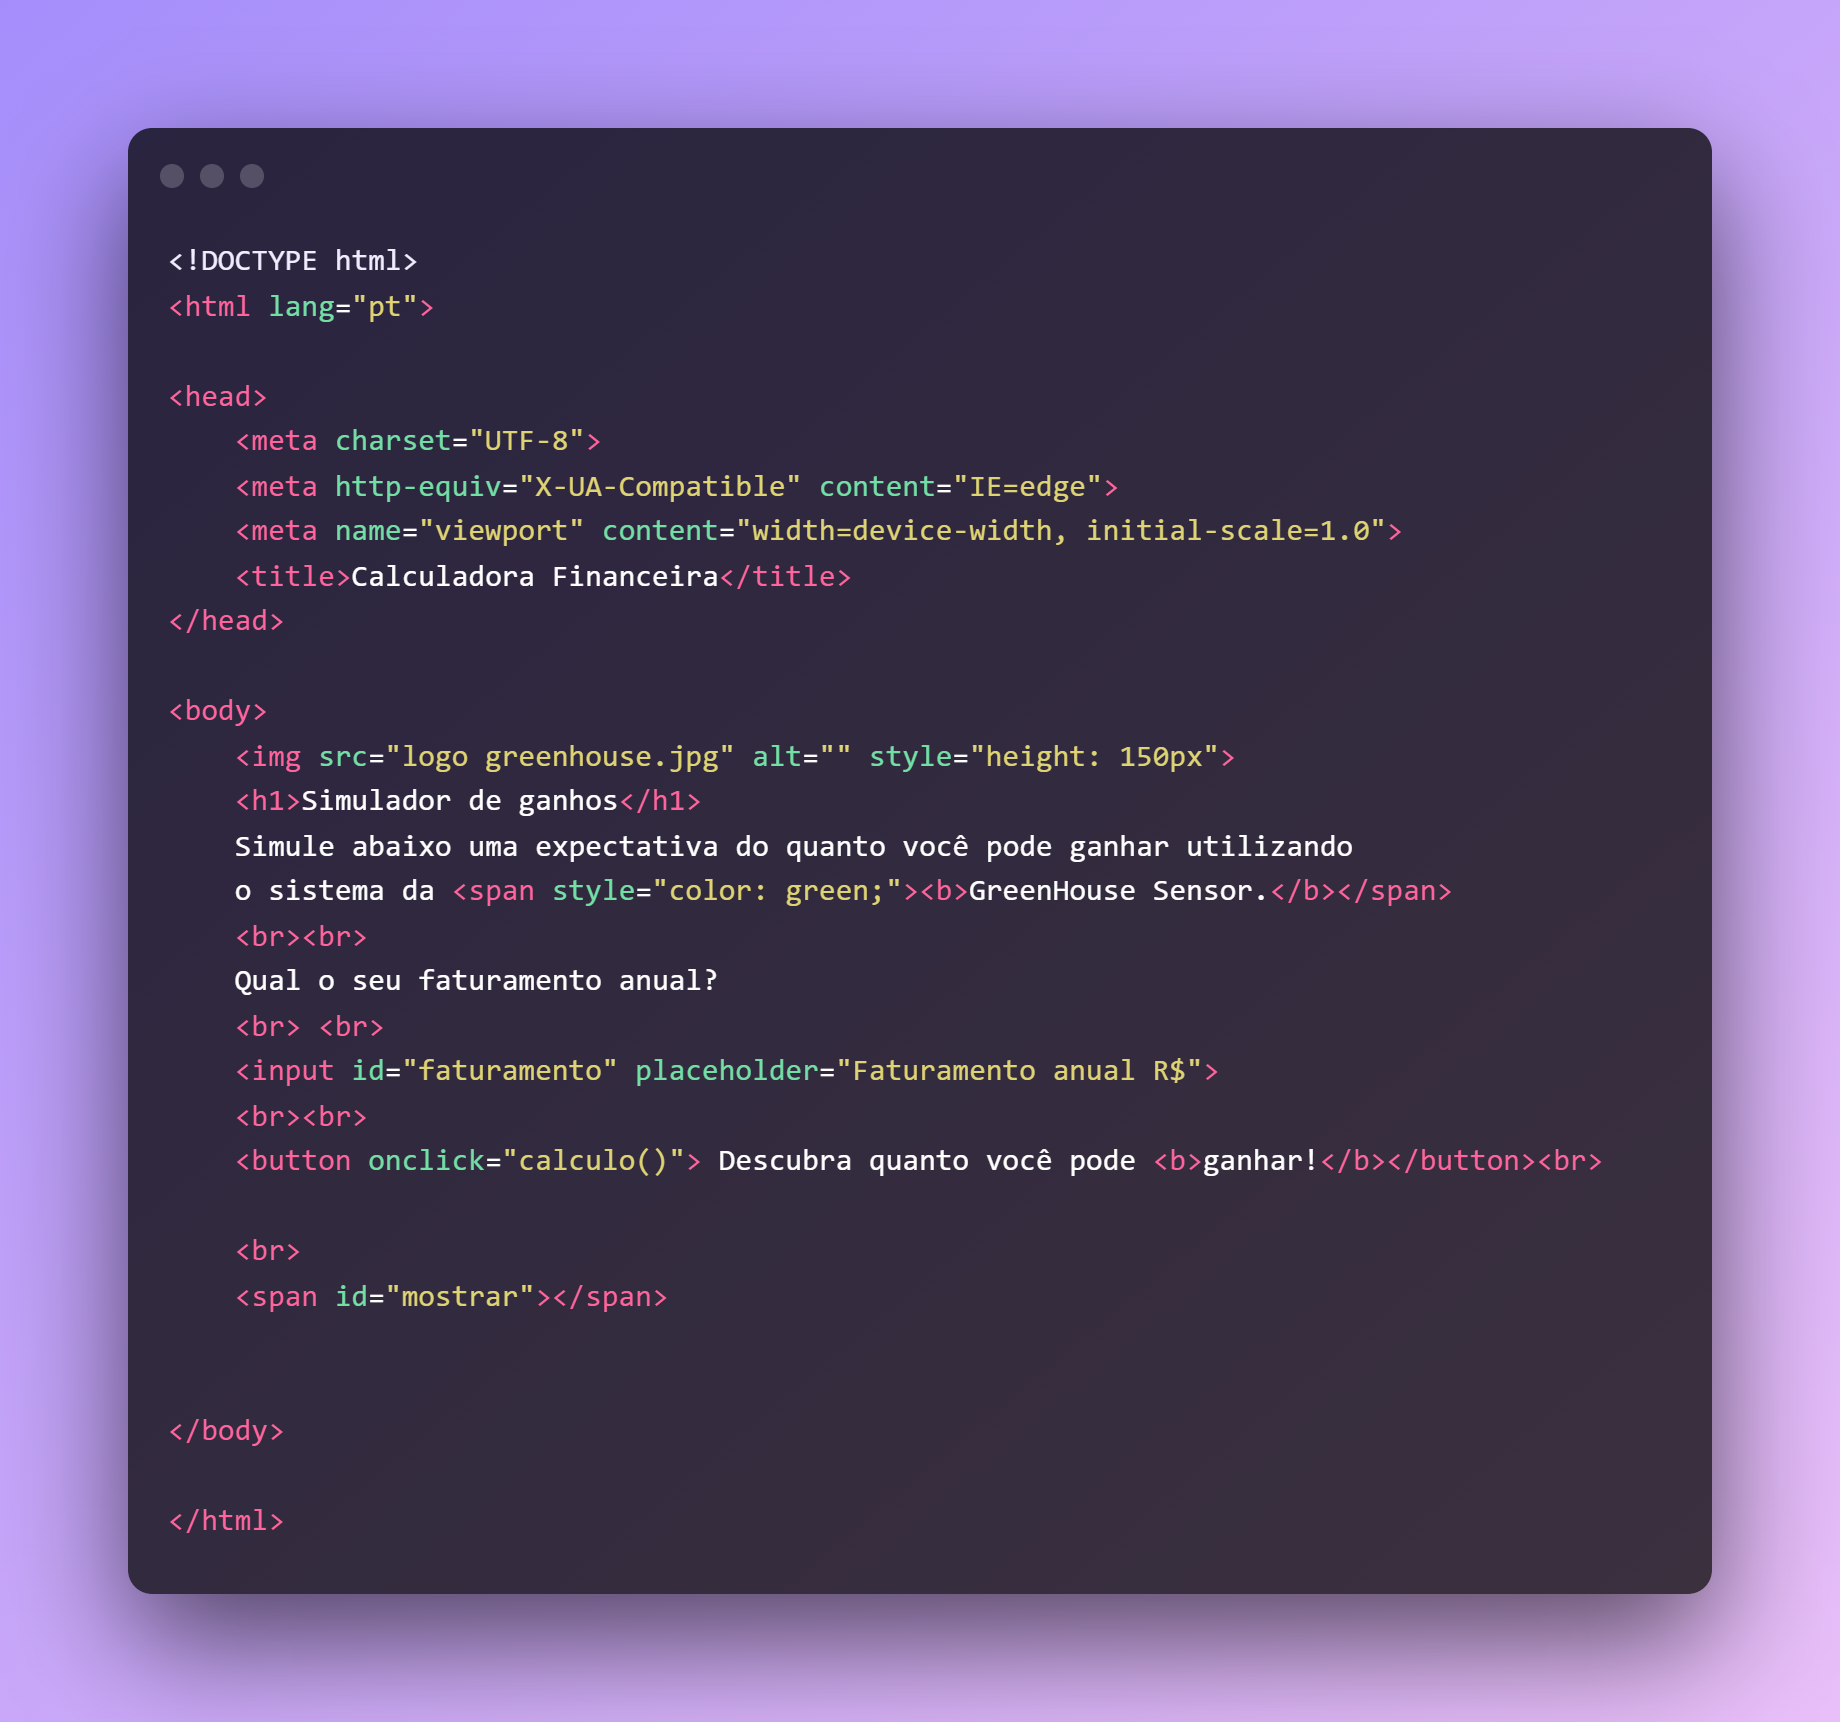 <!DOCTYPE html>
<html lang="pt">
<head>
<meta charset="UTF-8">
<meta http-equiv="X-UA-Compatible" content="IE=edge">
<meta name="viewport" content="width=device-width, initial-scale=1.0">
<title>Calculadora Financeira</title>
</head>
<body>
<img src="logo greenhouse.jpg" alt="" style="height: 150px">
<h1>Simulador de ganhos</h1>
Simule abaixo uma expectativa do quanto você pode ganhar utilizando
o sistema da <span style="color: green;"><b>GreenHouse Sensor.</b></span>
<br><br>
Qual o seu faturamento anual?
<br> <br>
<input id="faturamento" placeholder="Faturamento anual R$">
<br><br>
<button onclick="calculo()"> Descubra quanto você pode <b>ganhar!</b></button><br>
<br>
<span id="mostrar"></span>
</body>
</html>